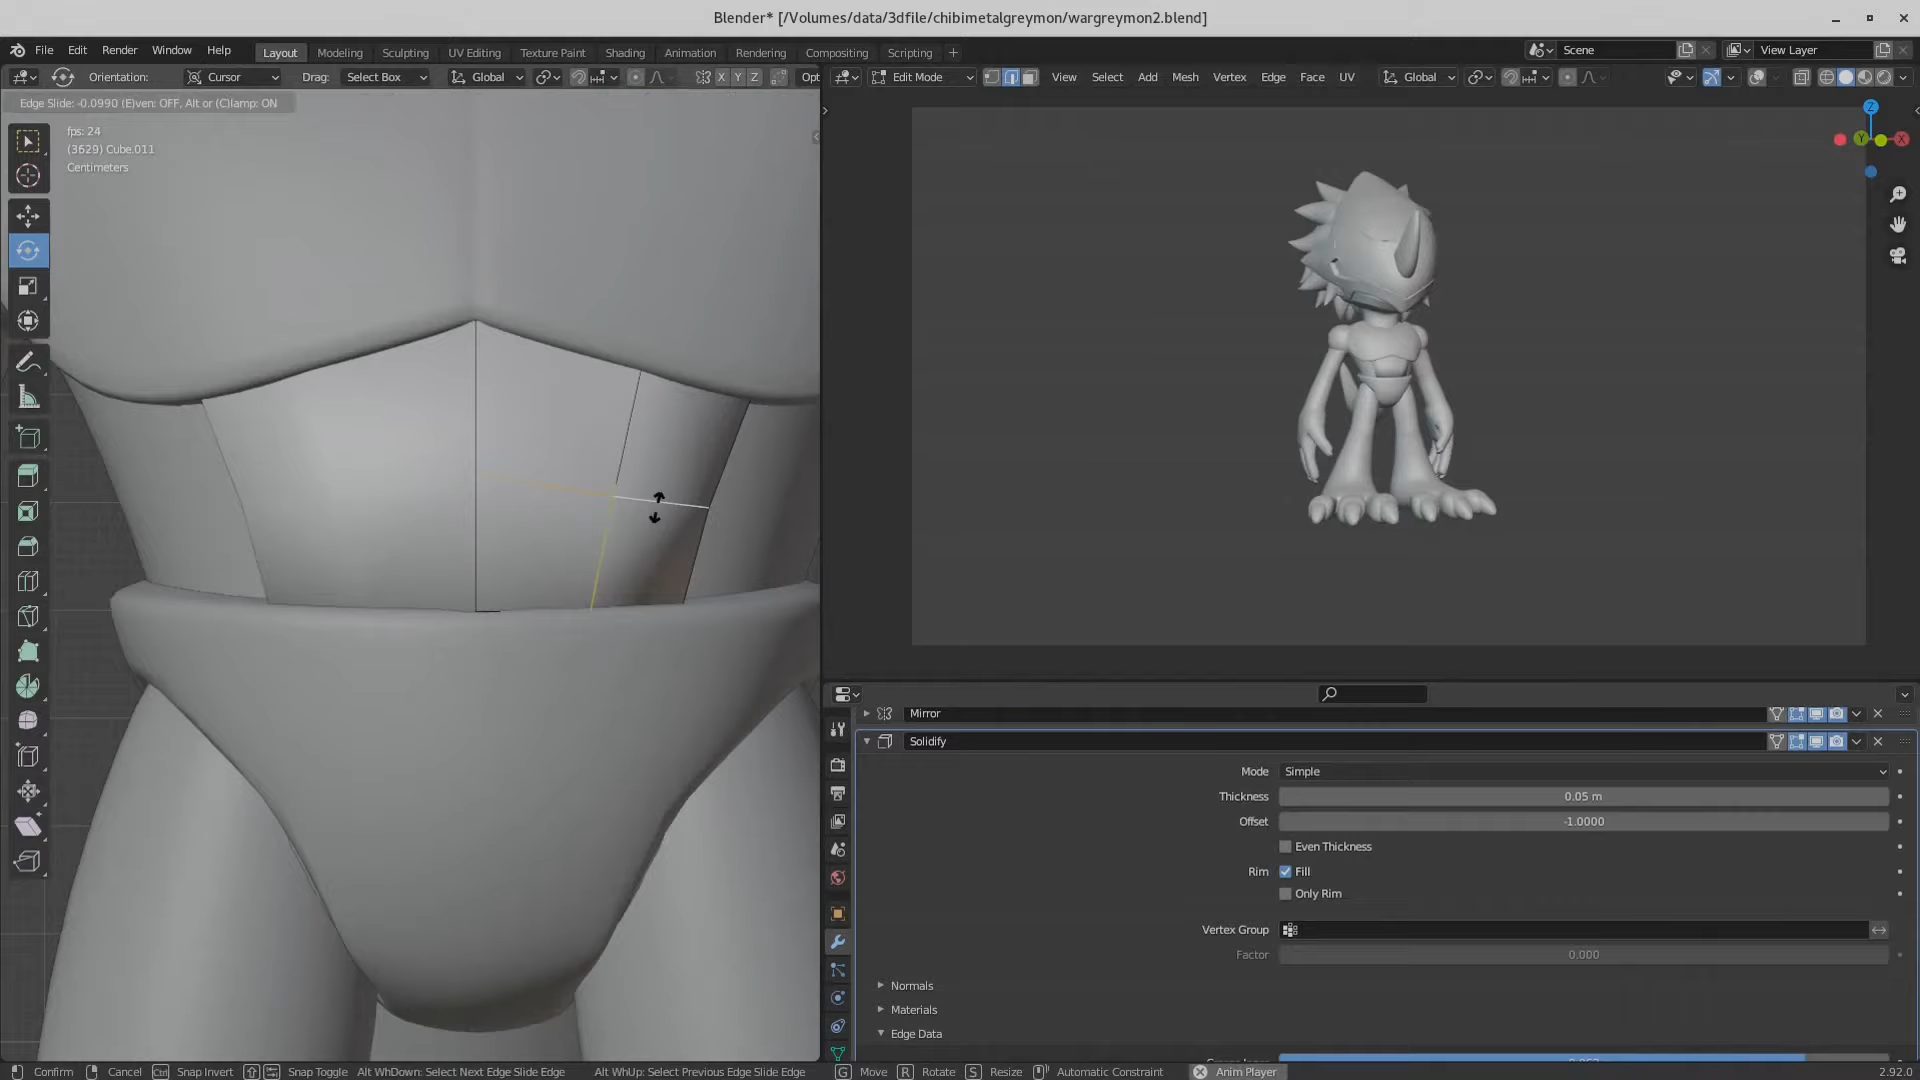 Blender* [/Volumes/data/3dfile/chibimetalgreymon/wargreymon2.blend]
File Edit Render Window Help
Layout Modeling Sculpting UV Editing Texture Paint Shading Animation Rendering Compositing Scripting +
Scene
View Layer
Orientation: Cursor Drag: Select Box Global X Y Z Opt
Edit Mode View Select Add Mesh Vertex Edge Face UV Global
Edge Slide: -0.0990 (E)ven: OFF, Alt or (C)lamp: ON
fps: 24
(3629) Cube.011
Centimeters
Z
Y
X
Mirror
Solidify
Mode Simple
Thickness 0.05 m
Offset -1.0000
Even Thickness
Rim Fill
Only Rim
Vertex Group
Factor 0.000
Normals
Materials
Edge Data
Confirm Cancel Ctrl Snap Invert Snap Toggle Alt WhDown: Select Next Edge Slide Edge Alt WhUp: Select Previous Edge Slide Edge G Move R Rotate S Resize Automatic Constraint Anim Player 2.92.0